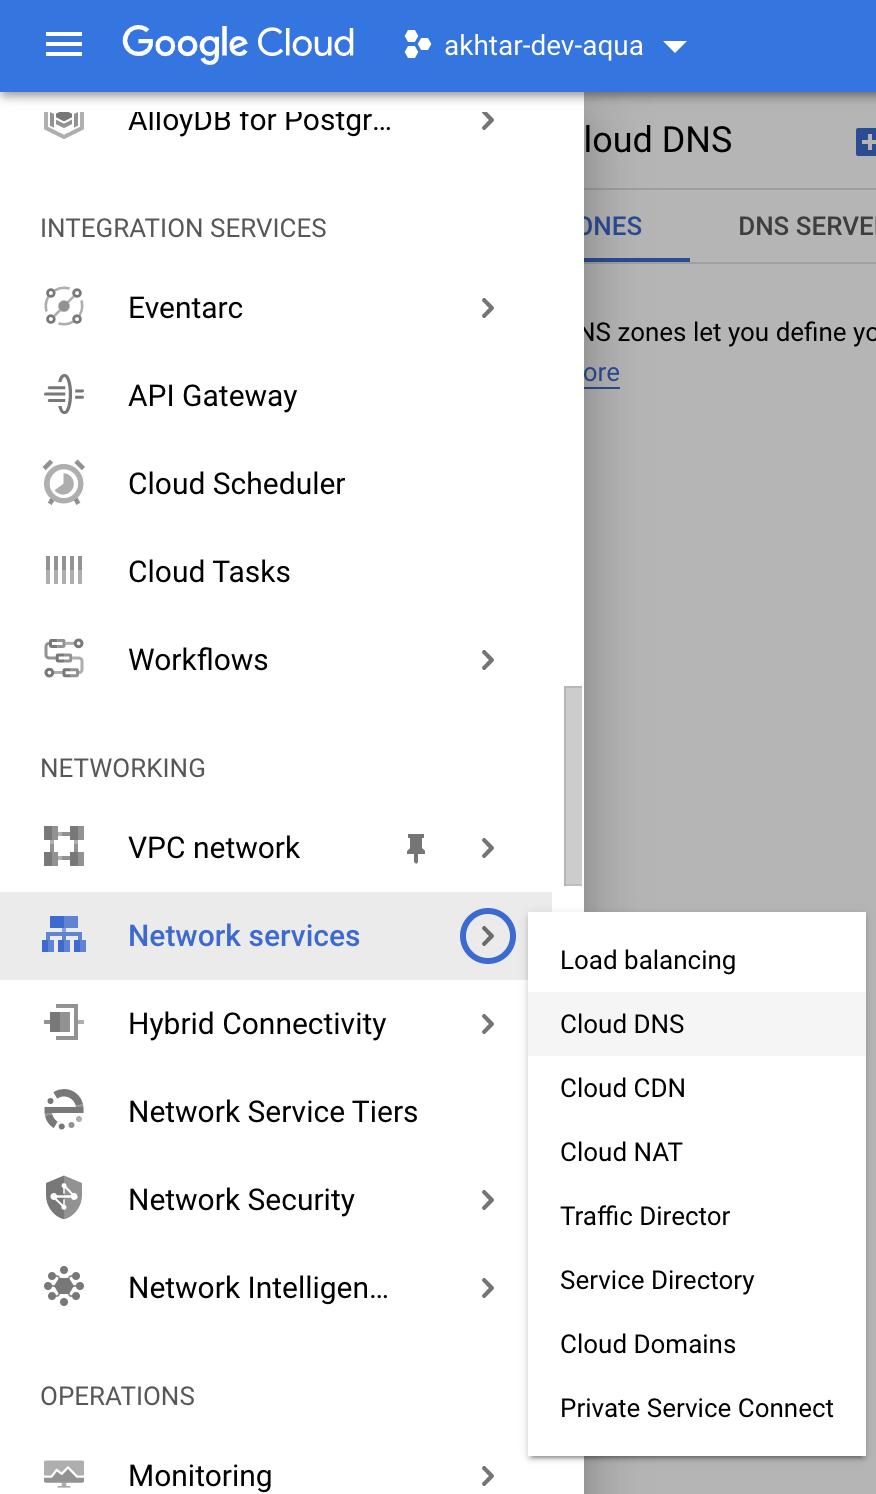 Google Cloud
akhtar-dev-aqua
AlloyDB for Postgr...
INTEGRATION SERVICES
Eventarc
API Gateway
Cloud Scheduler
Cloud Tasks
Workflows
NETWORKING
VPC network
Network services
Hybrid Connectivity
Network Service Tiers
Network Security
Network Intelligen...
OPERATIONS
Monitoring
loud DNS
ONES
DNS SERVE
NS zones let you define yo
ore
Load balancing
Cloud DNS
Cloud CDN
Cloud NAT
Traffic Director
Service Directory
Cloud Domains
Private Service Connect